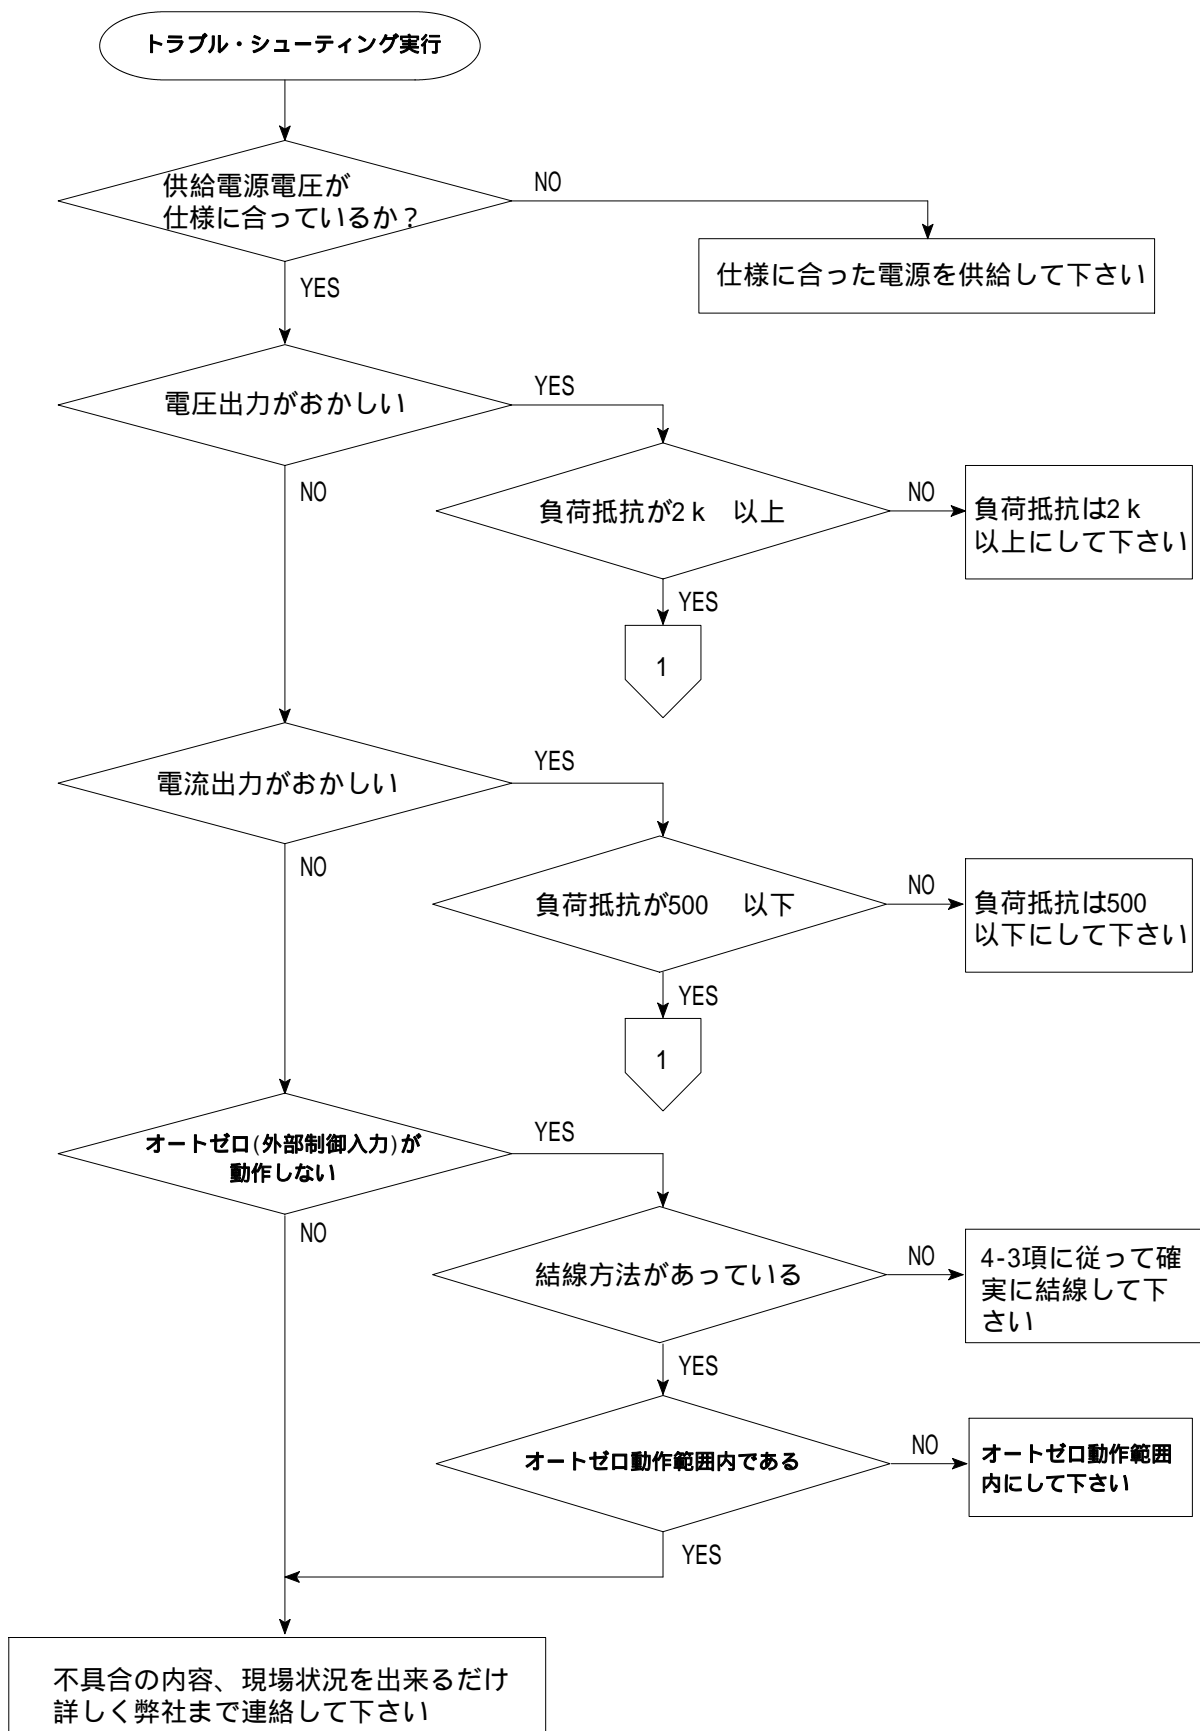 トラブル・シューティング実行
供給電源電圧が
仕様に合っているか？
NO
仕様に合った電源を供給して下さい
YES
電圧出力がおかしい
YES
NO
負荷抵抗が2 k　以上
NO
負荷抵抗は2 k
以上にして下さい
YES
1
電流出力がおかしい
YES
NO
負荷抵抗が500　以下
NO
負荷抵抗は500
以下にして下さい
YES
1
オートゼロ(外部制御入力)が
動作しない
YES
NO
結線方法があっている
NO
4-3項に従って確
実に結線して下
さい
YES
オートゼロ動作範囲内である
NO
オートゼロ動作範囲
内にして下さい
YES
不具合の内容、現場状況を出来るだけ
詳しく弊社まで連絡して下さい